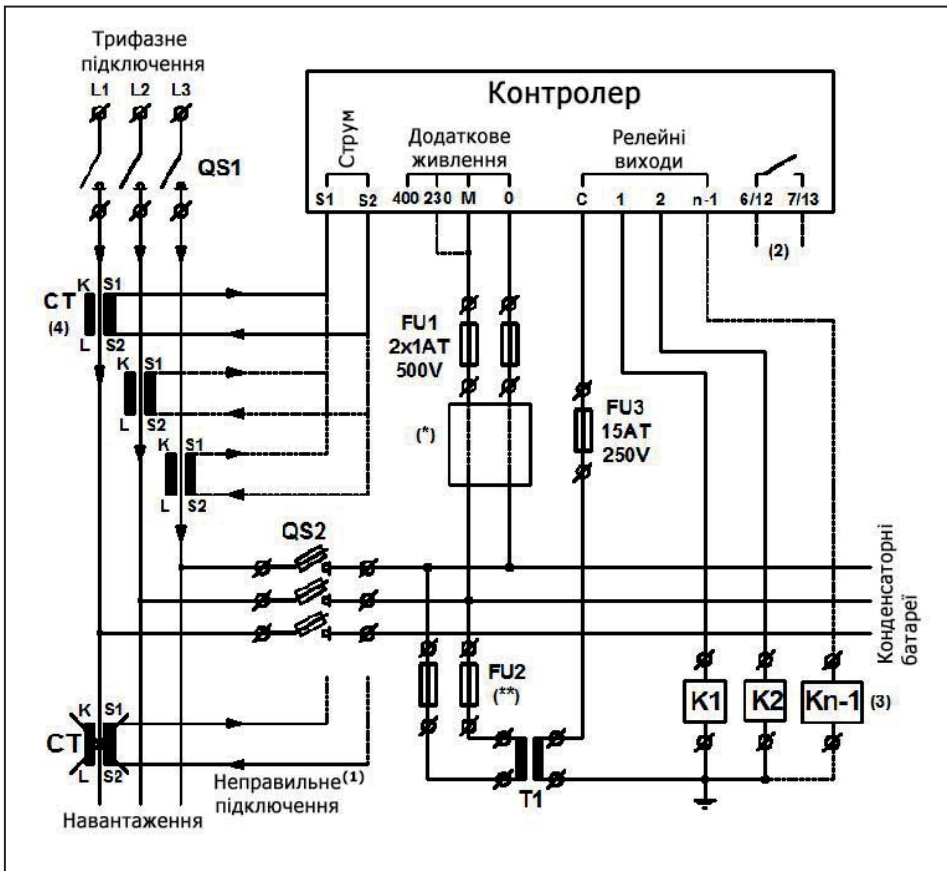 Трифазне
підключення
L1 L2 L3
QS1
Контролер
Струм
Додаткове
живлення
Релейні
виходи
S1 S2 400 230 M 0 C 1 2 n-1 6/12 7/13
(2)
K S1
CT
(4)
L S2
K S1
L S2
K S1
L S2
FU1
2x1AT
500V
(*)
FU3
15AT
250V
QS2
Конденсаторні
батареї
FU2
(**)
K1 K2 Kn-1 (3)
K S1
CT
L S2
T1
Неправильне(1)
підключення
Навантаження